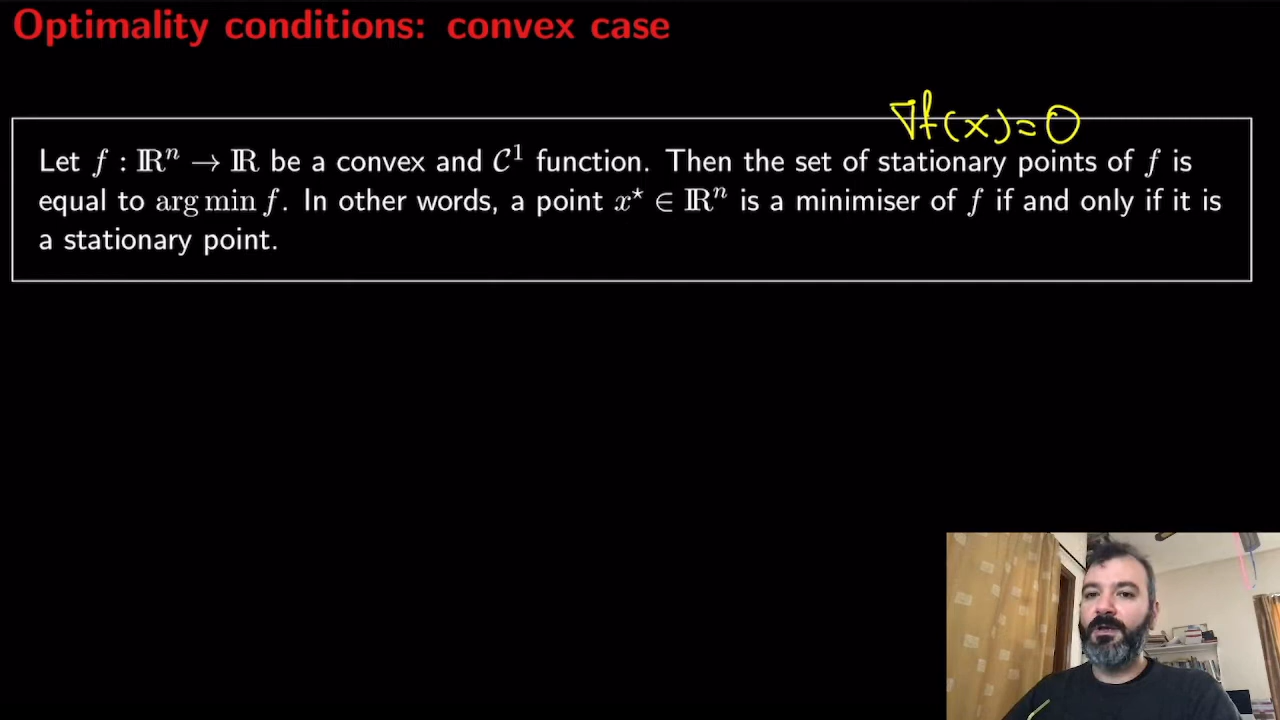 Optimality conditions: convex case
∇f(x)=0
Let f : ℝⁿ → ℝ be a convex and 𝒞¹ function. Then the set of stationary points of f is
equal to arg min f. In other words, a point x⋆ ∈ ℝⁿ is a minimiser of f if and only if it is
a stationary point.